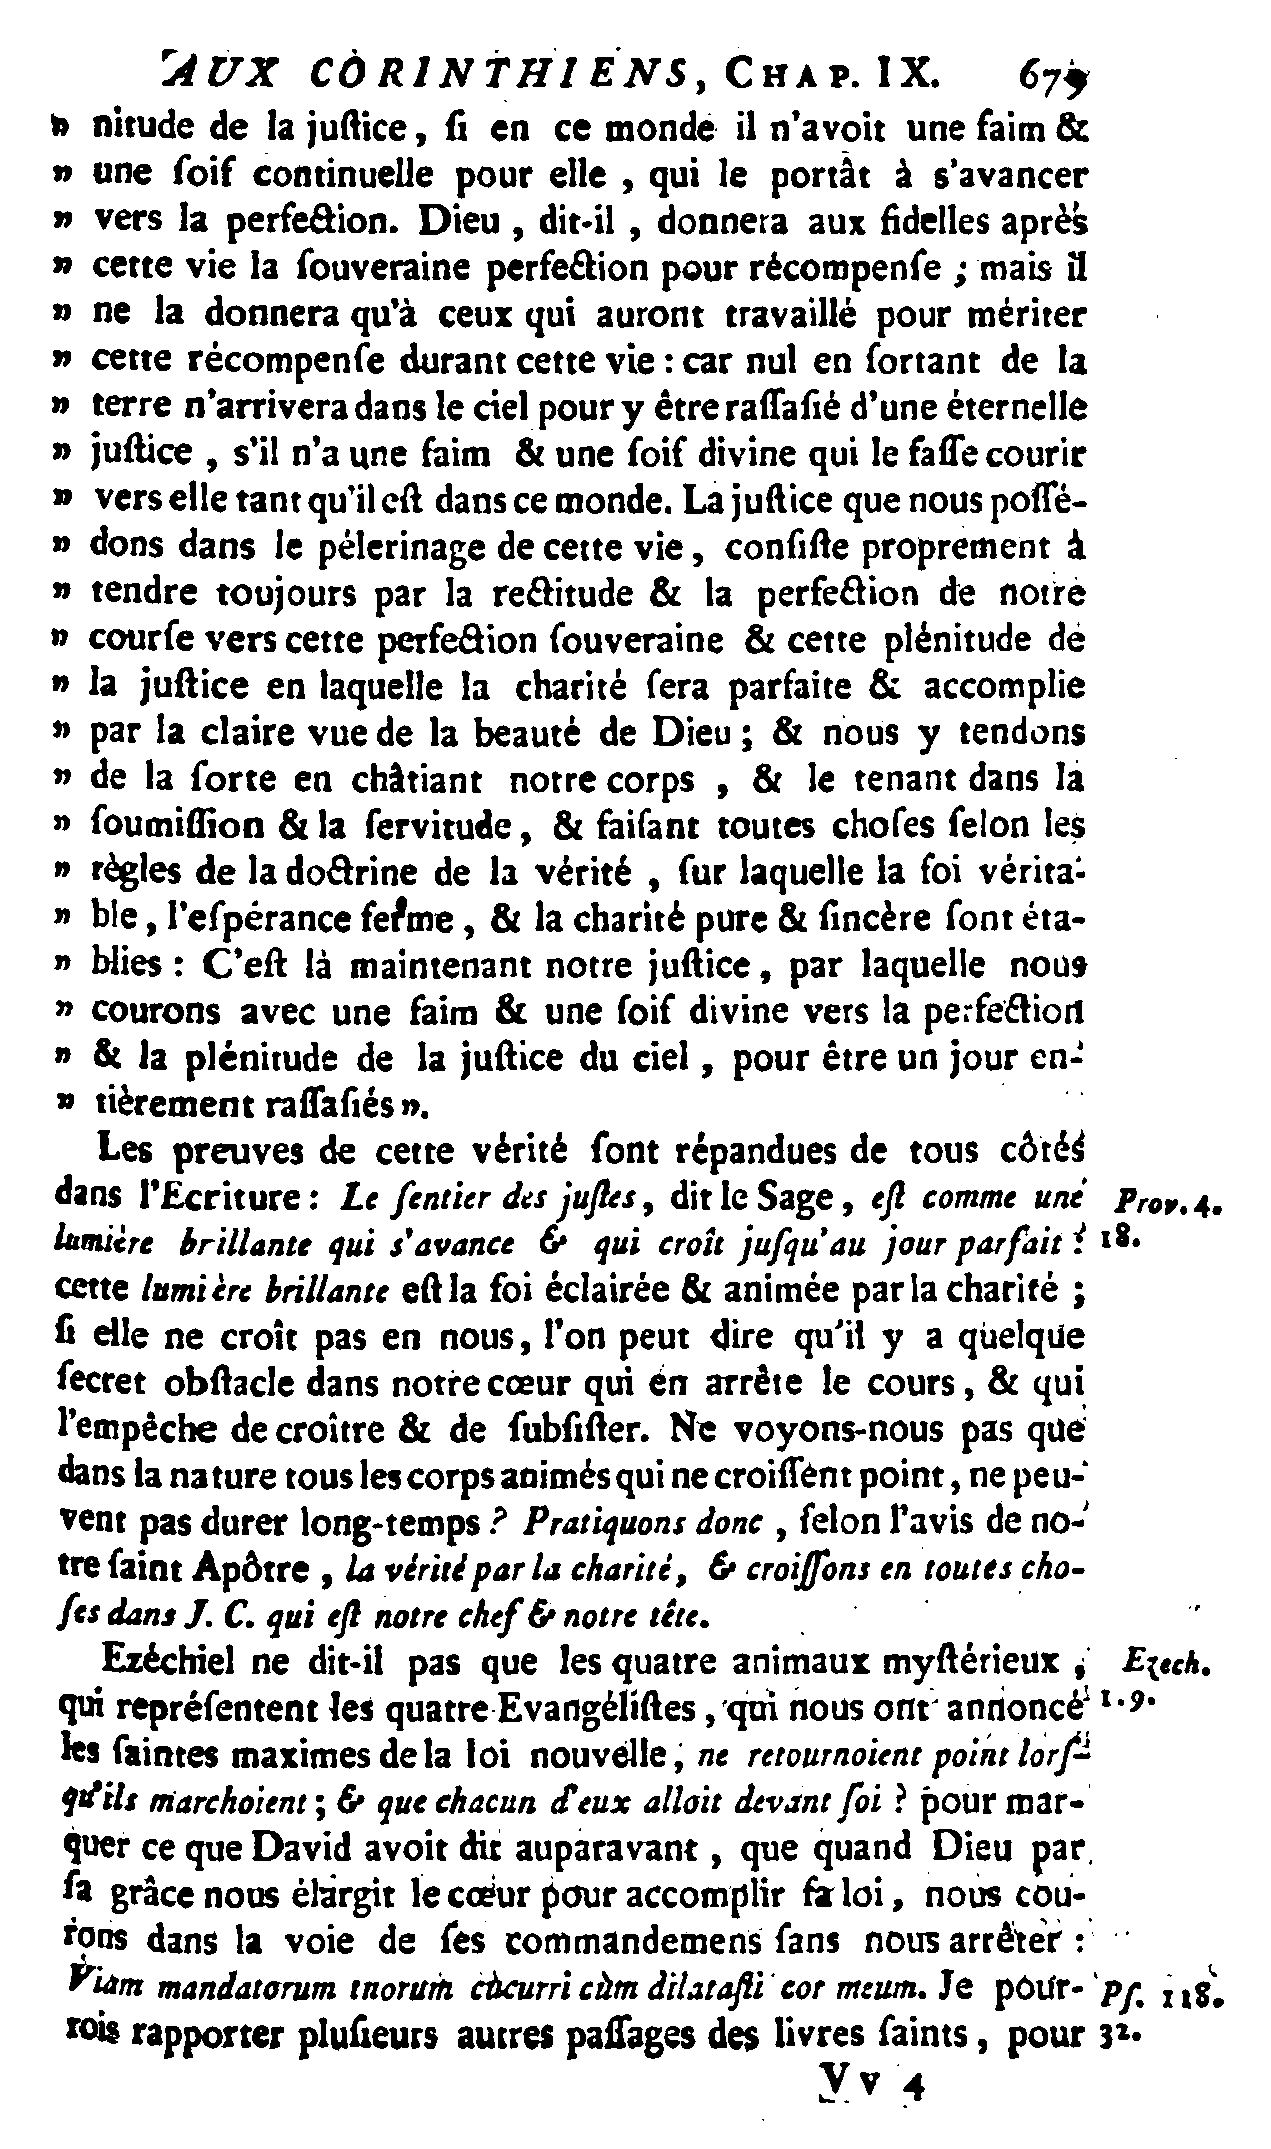 AUX CORINTHIENS, CHAP. IX. 679
» nitude de la juſtice, ſi en ce monde il n'avoit une faim &
» une ſoif continuelle pour elle, qui le portât à s'avancer
» vers la perfection. Dieu, dit-il, donnera aux fidelles après
» cette vie la ſouveraine perfection pour récompenſe ; mais il
» ne la donnera qu'à ceux qui auront travaillé pour mériter
» cette récompenſe durant cette vie : car nul en ſortant de la
» terre n'arrivera dans le ciel pour y être raſſaſié d'une éternelle
» juſtice, s'il n'a une faim & une ſoif divine qui le faſſe courir
» vers elle tant qu'il eſt dans ce monde. La juſtice que nous poſſé-
» dons dans le pélerinage de cette vie, conſiſte proprement à
» tendre toujours par la rectitude & la perfection de notre
» courſe vers cette perfection ſouveraine & cette plénitude de
» la juſtice en laquelle la charité ſera parfaite & accomplie
» par la claire vue de la beauté de Dieu ; & nous y tendons
» de la ſorte en châtiant notre corps, & le tenant dans la
» ſoumiſſion & la ſervitude, & faiſant toutes choſes ſelon les
» règles de la doctrine de la vérité, ſur laquelle la foi vérita-
» ble, l'eſpérance ferme, & la charité pure & ſincère ſont éta-
» blies : C'eſt là maintenant notre juſtice, par laquelle nous
» courons avec une faim & une ſoif divine vers la perfection
» & la plénitude de la juſtice du ciel, pour être un jour en-
» tièrement raſſaſiés ».
Les preuves de cette vérité ſont répandues de tous côtés
dans l'Ecriture : Le ſentier des juſtes, dit le Sage, eſt comme une Prov. 4.
lumière brillante qui s'avance & qui croît juſqu'au jour parfait : 18.
cette lumière brillante eſt la foi éclairée & animée par la charité ;
ſi elle ne croît pas en nous, l'on peut dire qu'il y a quelque
ſecret obſtacle dans notre cœur qui en arrête le cours, & qui
l'empêche de croître & de ſubſiſter. Ne voyons-nous pas que
dans la nature tous les corps animés qui ne croiſſent point, ne peu-
vent pas durer long-temps ? Pratiquons donc, ſelon l'avis de no-
tre ſaint Apôtre, la vérité par la charité, & croiſſons en toutes cho-
ſes dans J. C. qui eſt notre chef & notre tête.
Ezéchiel ne dit-il pas que les quatre animaux myſtérieux, Ezech.
qui repréſentent les quatre Evangéliſtes, qui nous ont annoncé 1. 9.
les ſaintes maximes de la loi nouvelle, ne retournoient point lorſ-
qu'ils marchoient ; & que chacun d'eux alloit devant ſoi ? pour mar-
quer ce que David avoit dit auparavant, que quand Dieu par
ſa grâce nous élargit le cœur pour accomplir ſa loi, nous cou-
rons dans la voie de ſes commandemens ſans nous arrêter :
Viam mandatorum tuorum cùcurri cùm dilataſti cor meum. Je pour- Pſ. 118.
rois rapporter pluſieurs autres paſſages des livres ſaints, pour 32.
V v 4